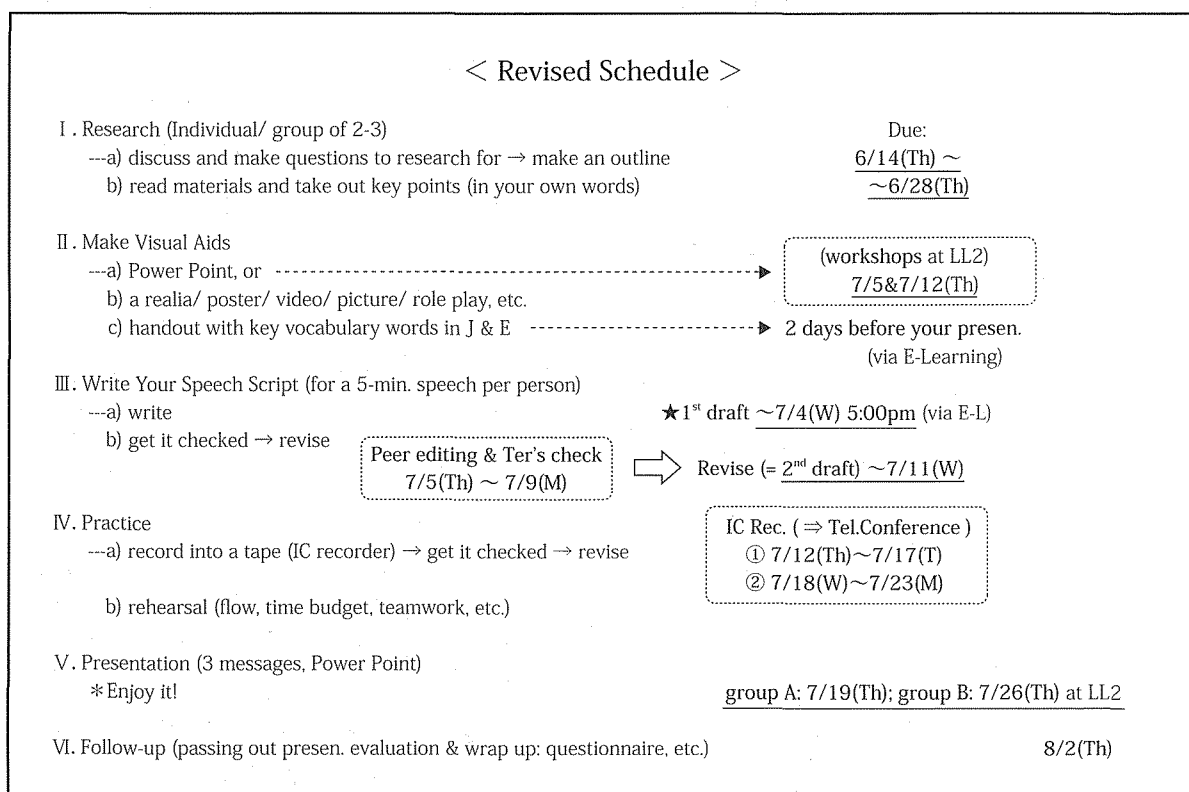 < Revised Schedule >
Ⅰ. Research (Individual/ group of 2-3)
Due:
---a) discuss and make questions to research for → make an outline
6/14(Th) ～
b) read materials and take out key points (in your own words)
～6/28(Th)
Ⅱ. Make Visual Aids
(workshops at LL2)
---a) Power Point, or
7/5&7/12(Th)
b) a realia/ poster/ video/ picture/ role play, etc.
c) handout with key vocabulary words in J & E
2 days before your presen.
(via E-Learning)
Ⅲ. Write Your Speech Script (for a 5-min. speech per person)
---a) write
★1st draft ～7/4(W) 5:00pm (via E-L)
b) get it checked → revise
Peer editing & Ter's check
7/5(Th) ～ 7/9(M)
Revise (= 2nd draft) ～7/11(W)
Ⅳ. Practice
IC Rec. ( ⇒ Tel.Conference )
---a) record into a tape (IC recorder) → get it checked → revise
① 7/12(Th)～7/17(T)
② 7/18(W)～7/23(M)
b) rehearsal (flow, time budget, teamwork, etc.)
Ⅴ. Presentation (3 messages, Power Point)
＊Enjoy it!
group A: 7/19(Th); group B: 7/26(Th) at LL2
Ⅵ. Follow-up (passing out presen. evaluation & wrap up: questionnaire, etc.)
8/2(Th)